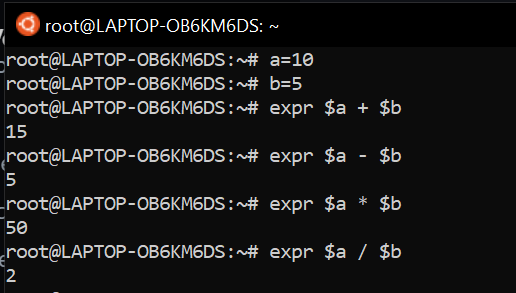 root@LAPTOP-OB6KM6DS: ~
root@LAPTOP-OB6KM6DS:~# a=10
root@LAPTOP-OB6KM6DS:~# b=5
root@LAPTOP-OB6KM6DS:~# expr $a + $b
15
root@LAPTOP-OB6KM6DS:~# expr $a - $b
5
root@LAPTOP-OB6KM6DS:~# expr $a * $b
50
root@LAPTOP-OB6KM6DS:~# expr $a / $b
2